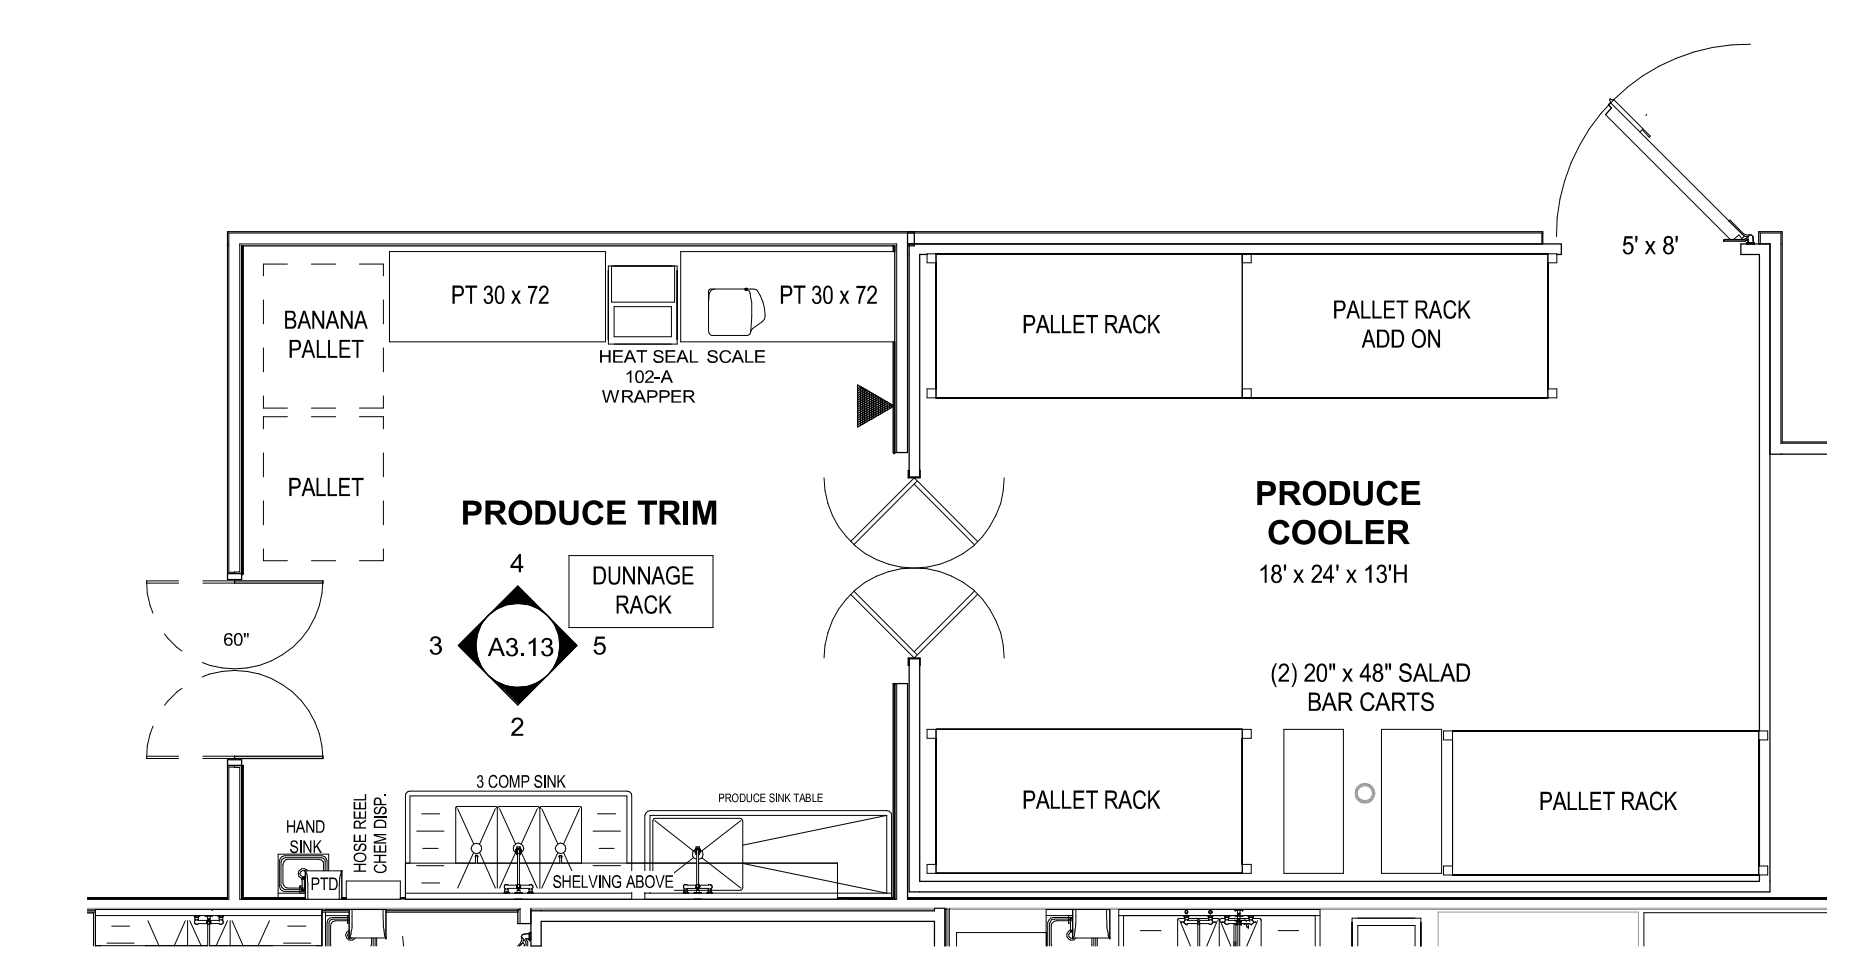 5' x 8'
PT 30 x 72
PT 30 x 72
BANANA
PALLET
PALLET RACK
PALLET RACK
ADD ON
HEAT SEAL
102-A
WRAPPER
SCALE
PALLET
PRODUCE TRIM
PRODUCE
COOLER
18' x 24' x 13'H
4
DUNNAGE
RACK
60"
3
A3.13
5
2
(2) 20" x 48" SALAD
BAR CARTS
3 COMP SINK
PRODUCE SINK TABLE
HAND
SINK
HOSE REEL
CHEM DISP.
PTD
SHELVING ABOVE
PALLET RACK
PALLET RACK